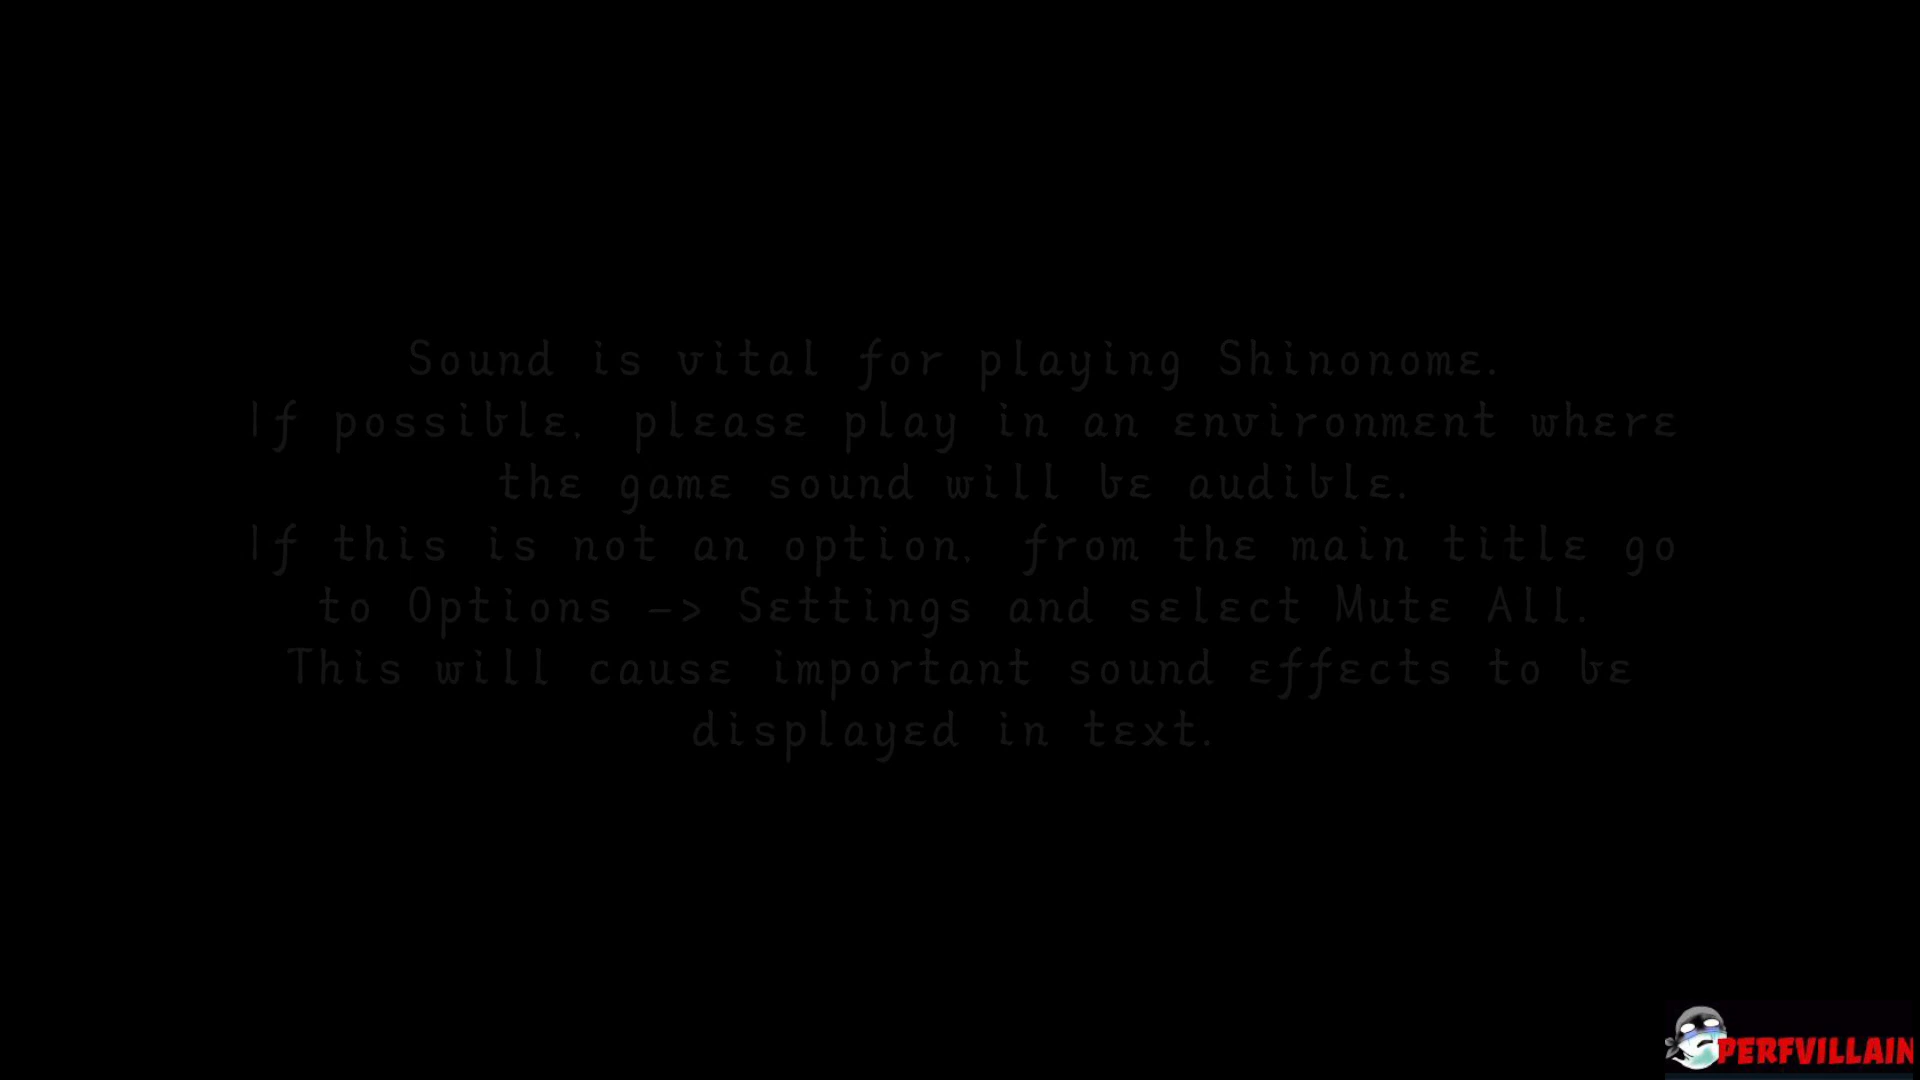 Sound is vital for playing Shinonome.
If possible, please play in an environment where
the game sound will be audible.
If this is not an option, from the main title go
to Options -> Settings and select Mute All.
This will cause important sound effects to be
displayed in text.
PERFVILLAIN